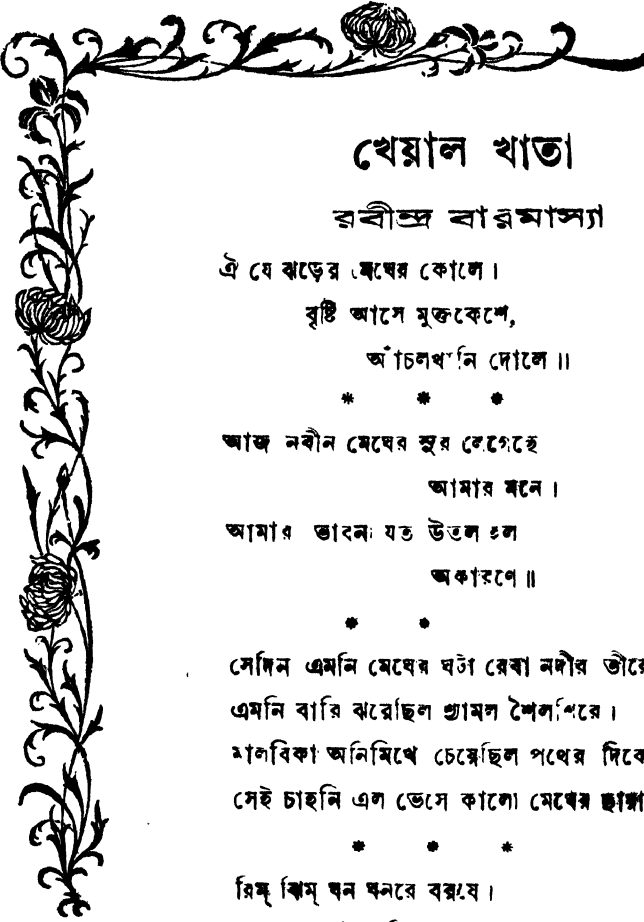 খেয়াল খাতা
রবীন্দ্র বারমাস্যা
ঐ যে ঝড়ের মেঘের কোলে।
বৃষ্টি আসে মুক্তকেশে,
আঁচলখানি দোলে॥
* * *
আজ নবীন মেঘের সুর লেগেছে
আমার মনে।
আমার ভাবনা যত উতল হল
অকারণে॥
* *
সেদিন এমনি মেঘের ঘটা রেবা নদীর তীরে
এমনি বারি ঝরেছিল শ্যামল শৈলশিরে।
মালবিকা অনিমিখে চেয়েছিল পথের দিকে
সেই চাহনি এল ভেসে কালো মেঘের ছায়া
* * *
রিম্ ঝিম্ ঘন ঘনরে বরষে।